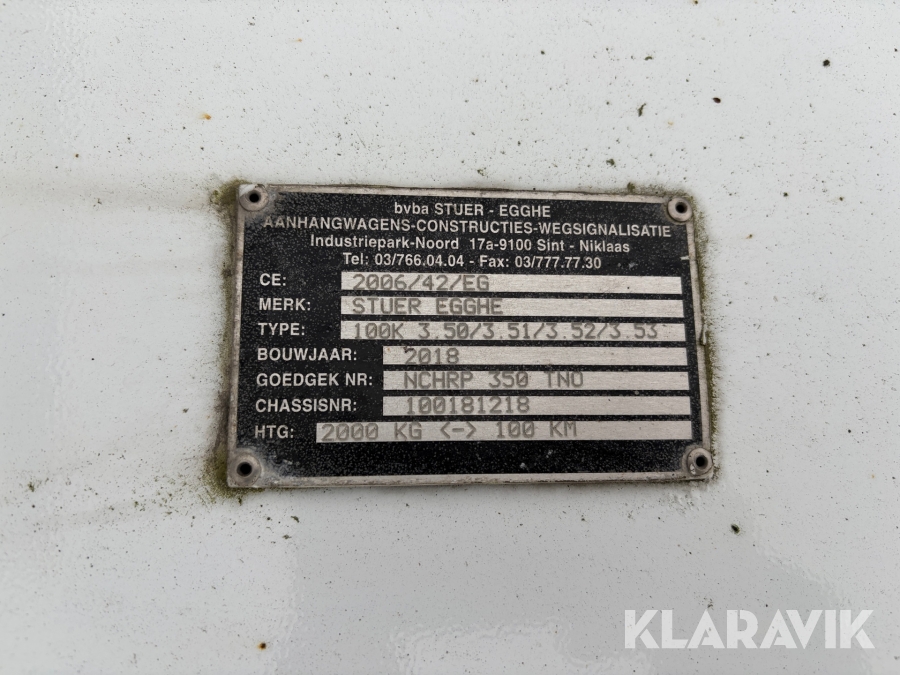 bvba STUER - EGGHE
AANHANGWAGENS-CONSTRUCTIES-WEGSIGNALISATIE
Industriepark-Noord 17a-9100 Sint - Niklaas
Tel: 03/766.04.04 - Fax: 03/777.77.30
CE: 2006/42/EG
MERK: STUER EGGHE
TYPE: 100K 3.50/3.51/3.52/3.53
BOUWJAAR: 2018
GOEDGEK NR: NCHRP 350 TNO
CHASSISNR: 100181218
HTG: 2000 KG <-> 100 KM
KLARAVIK